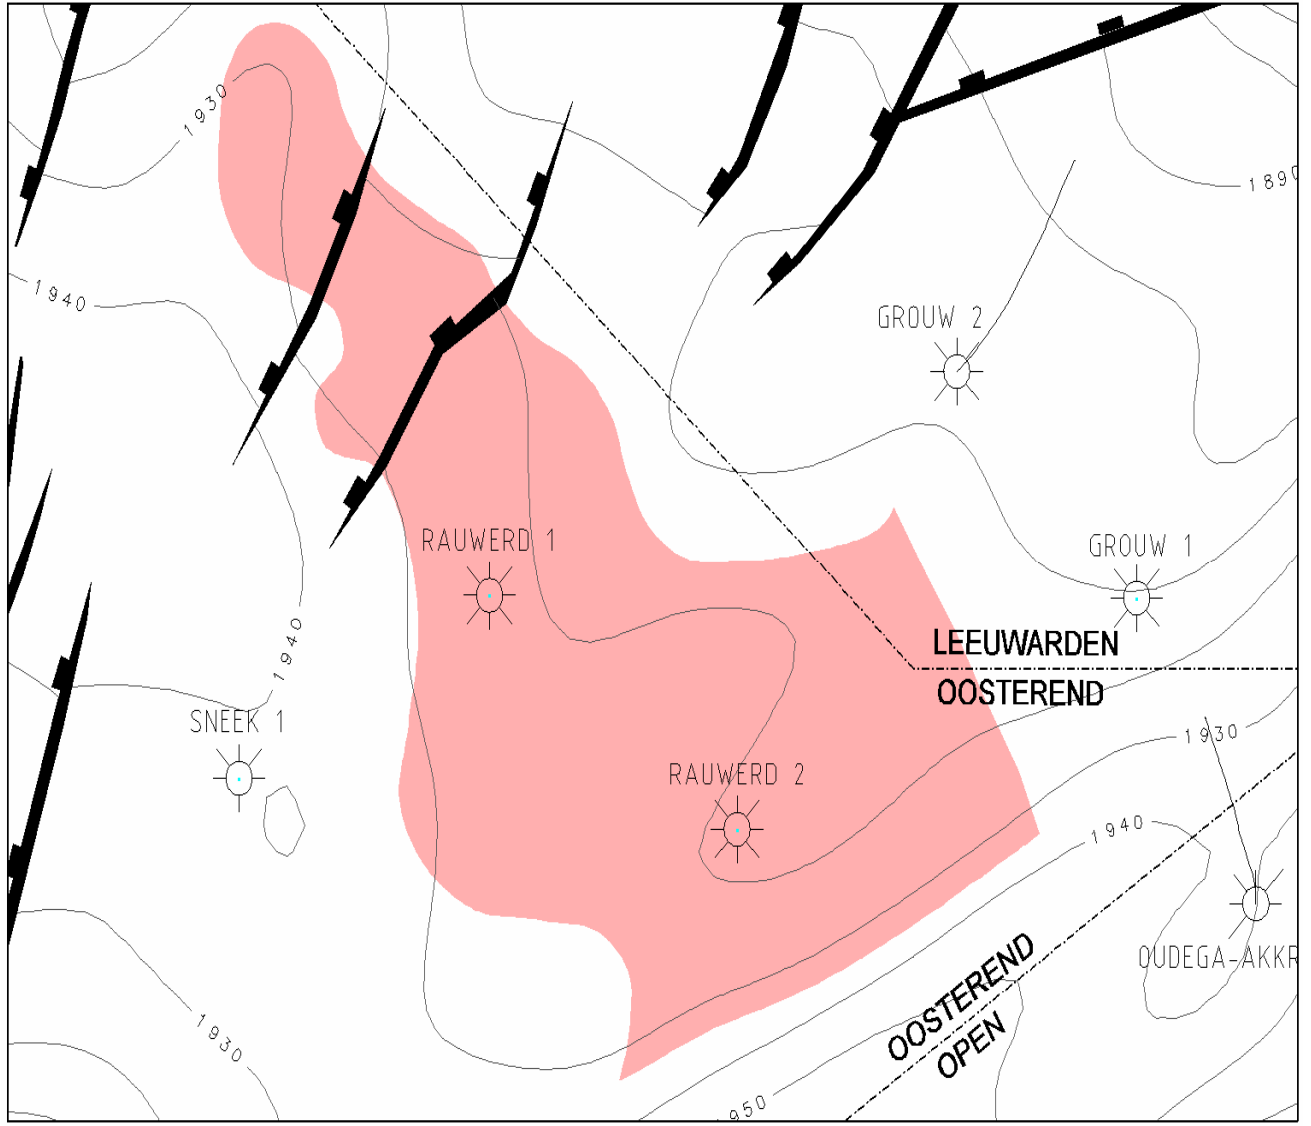 1930
1890
1940
GROUW 2
RAUWERD 1
GROUW 1
LEEUWARDEN
1940
OOSTEREND
SNEEK 1
1930
RAUWERD 2
1940
OUDEGA-AKKR
OOSTEREND
1930
OPEN
950